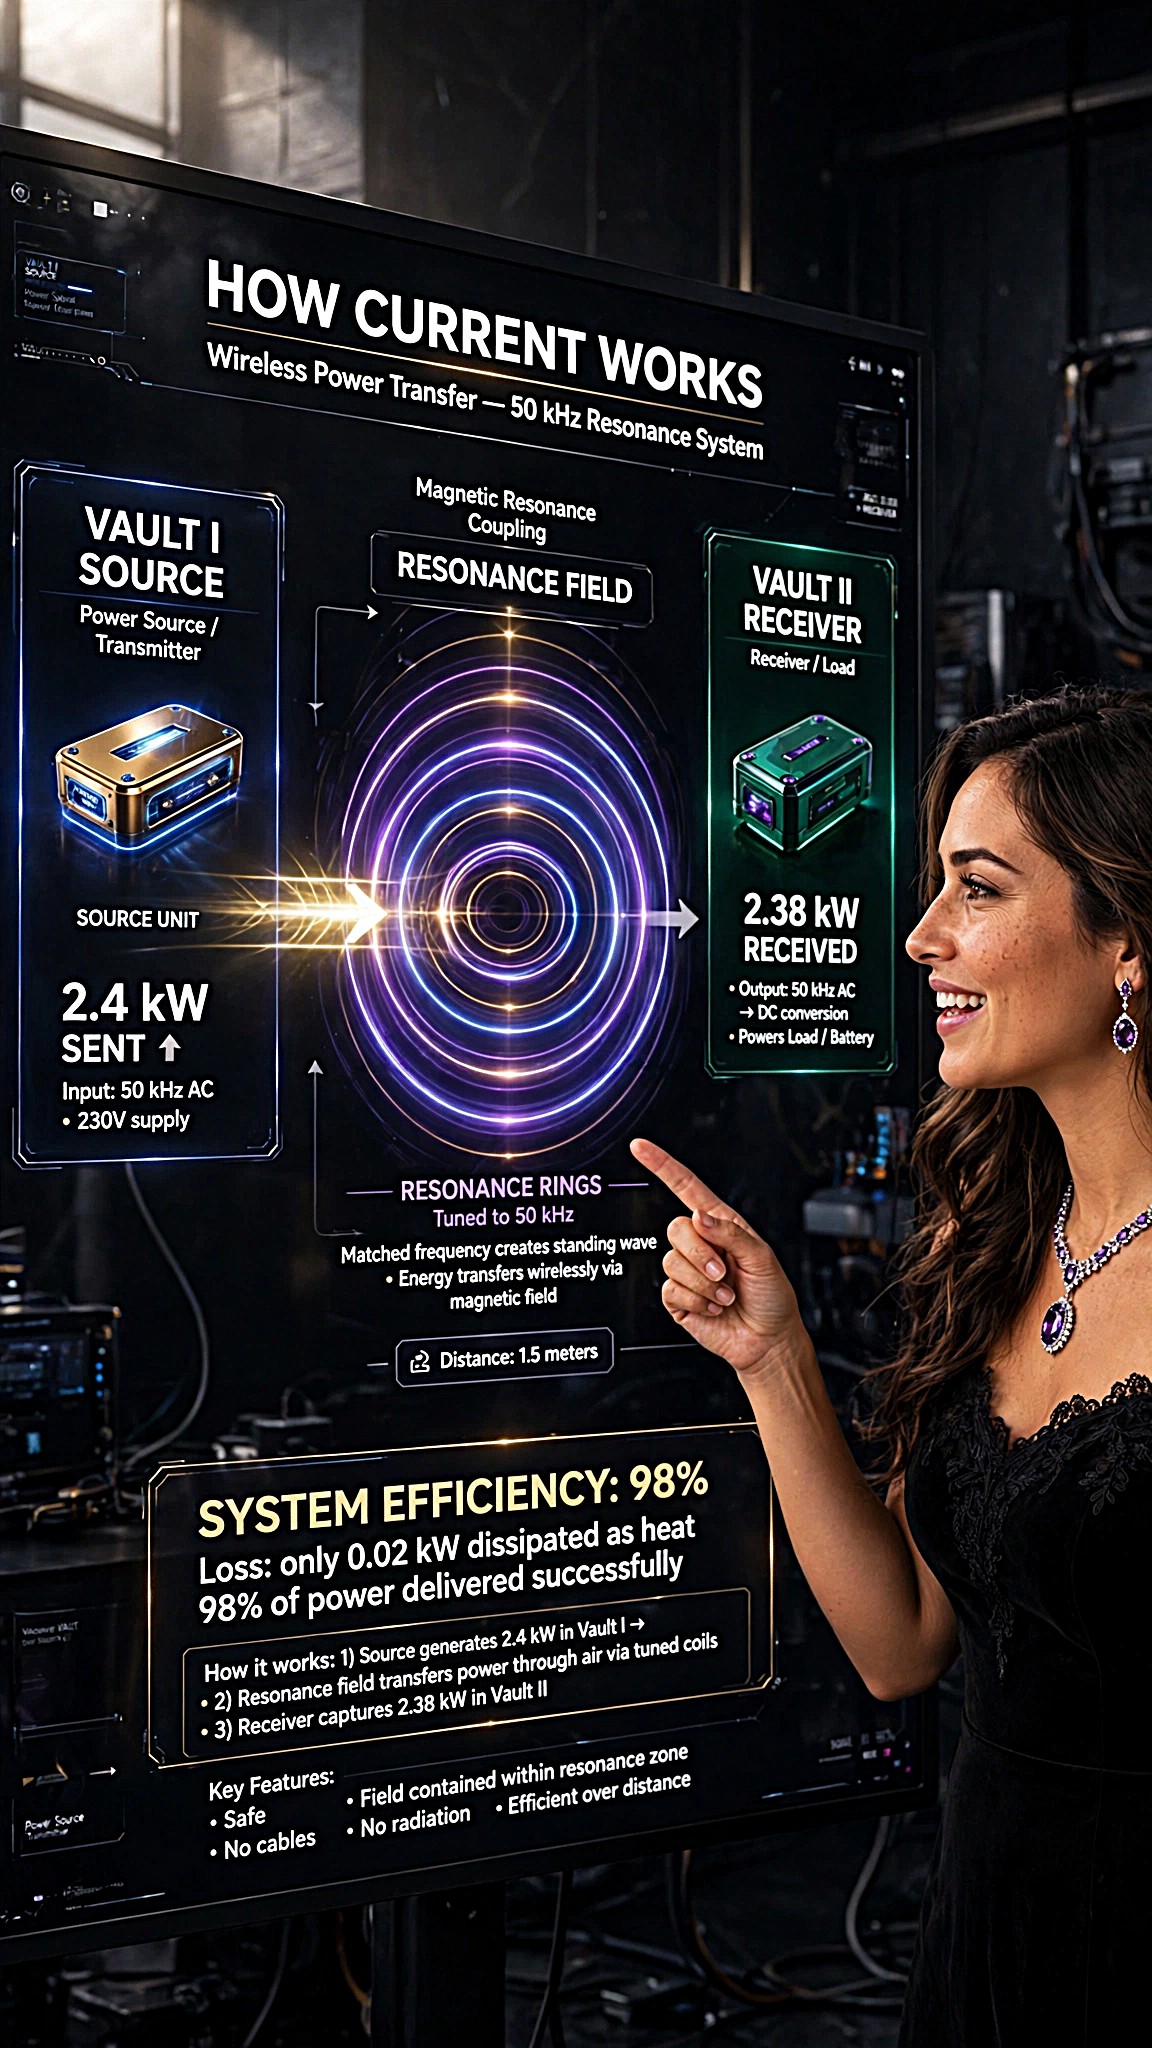 HOW CURRENT WORKS
Wireless Power Transfer — 50 kHz Resonance System
VAULT I
SOURCE
Power Source /
Transmitter
SOURCE UNIT
2.4 kW
SENT ↑
Input: 50 kHz AC
• 230V supply
Magnetic Resonance
Coupling
RESONANCE FIELD
RESONANCE RINGS
Tuned to 50 kHz
Matched frequency creates standing wave
• Energy transfers wirelessly via
magnetic field
Distance: 1.5 meters
VAULT II
RECEIVER
Receiver / Load
2.38 kW
RECEIVED
• Output: 50 kHz AC
→ DC conversion
• Powers Load / Battery
SYSTEM EFFICIENCY: 98%
Loss: only 0.02 kW dissipated as heat
98% of power delivered successfully
How it works: 1) Source generates 2.4 kW in Vault I →
• 2) Resonance field transfers power through air via tuned coils
• 3) Receiver captures 2.38 kW in Vault II
Key Features:
• Safe
• No cables
• Field contained within resonance zone
• No radiation • Efficient over distance
VAULT I
SOURCE
Power Source